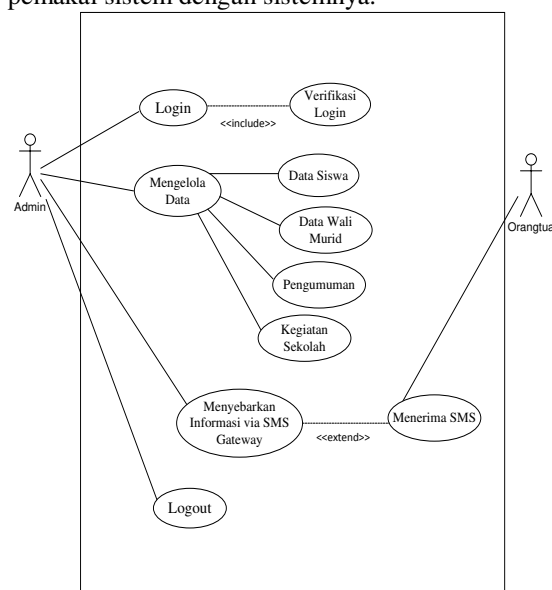 pemakai sistem dengan sistemnya.
Login
Verifikasi
Login
<<include>>
Admin
Mengelola
Data
Data Siswa
Data Wali
Murid
Pengumuman
Kegiatan
Sekolah
Orangtua
Menyebarkan
Informasi via SMS
Gateway
<<extend>>
Menerima SMS
Logout